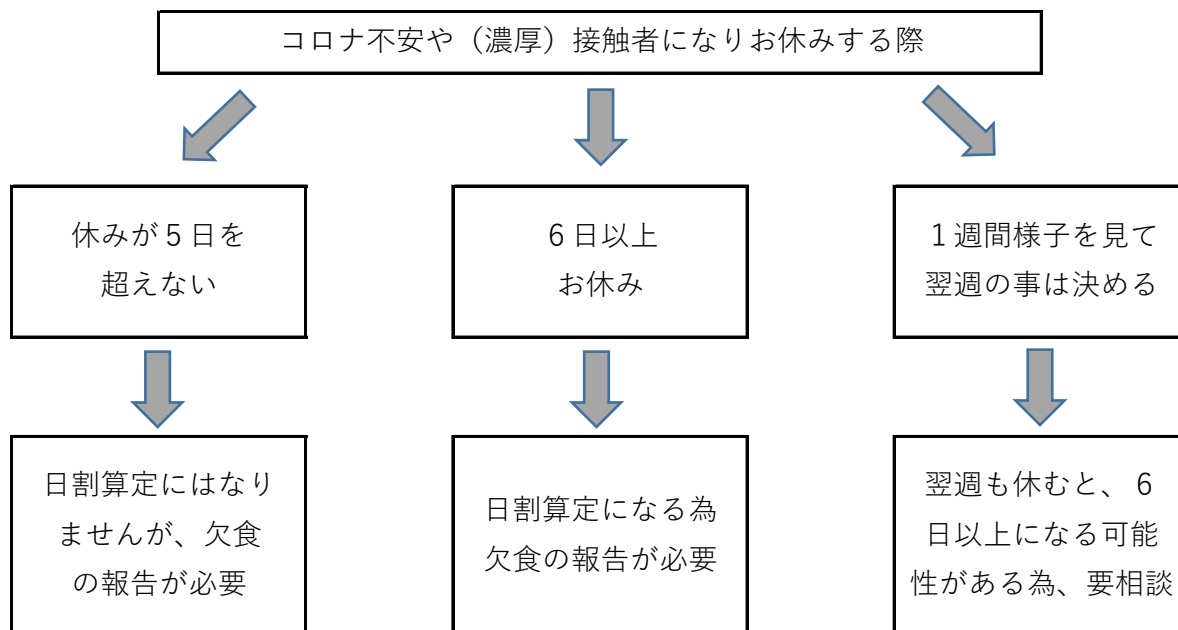 コロナ不安や（濃厚）接触者になりお休みする際
休みが５日を
超えない
６日以上
お休み
１週間様子を見て
翌週の事は決める
日割算定にはなり
ませんが、欠食
の報告が必要
日割算定になる為
欠食の報告が必要
翌週も休むと、６
日以上になる可能
性がある為、要相談